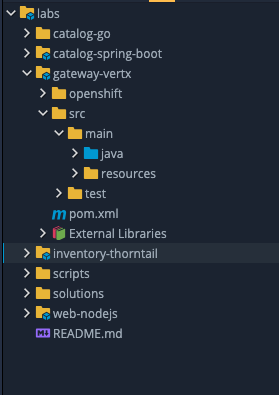 labs
catalog-go
catalog-spring-boot
gateway-vertx
openshift
src
main
java
resources
test
m pom.xml
External Libraries
inventory-thorntail
scripts
solutions
web-nodejs
README.md